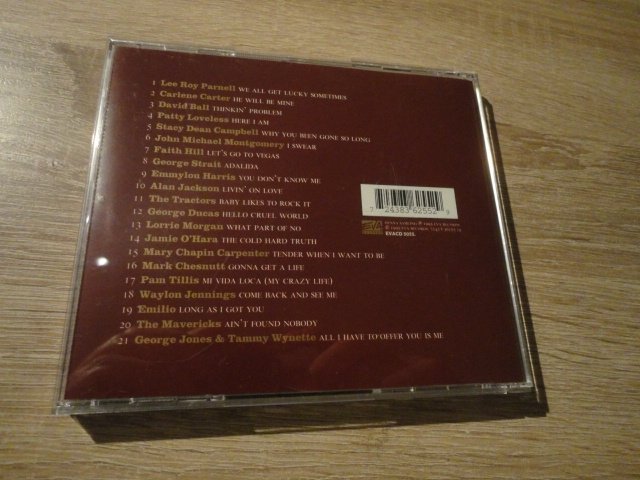 1 Lee Roy Parnell WE ALL GET LUCKY SOMETIMES
2 Carlene Carter HE WILL BE MINE
3 David Ball THINKIN' PROBLEM
4 Patty Loveless HERE I AM
5 Stacy Dean Campbell WHY YOU BEEN GONE SO LONG
6 John Michael Montgomery I SWEAR
7 Faith Hill LET'S GO TO VEGAS
8 George Strait ADALIDA
9 Emmylou Harris YOU DON'T KNOW ME
10 Alan Jackson LIVIN' ON LOVE
11 The Tractors BABY LIKES TO ROCK IT
12 George Ducas HELLO CRUEL WORLD
13 Lorrie Morgan WHAT PART OF NO
14 Jamie O'Hara THE COLD HARD TRUTH
15 Mary Chapin Carpenter TENDER WHEN I WANT TO BE
16 Mark Chesnutt GONNA GET A LIFE
17 Pam Tillis MI VIDA LOCA (MY CRAZY LIFE)
18 Waylon Jennings COME BACK AND SEE ME
19 Emilio LONG AS I GOT YOU
20 The Mavericks AIN'T FOUND NOBODY
21 George Jones & Tammy Wynette ALL I HAVE TO OFFER YOU IS ME
7 24383 62552 9
EVA